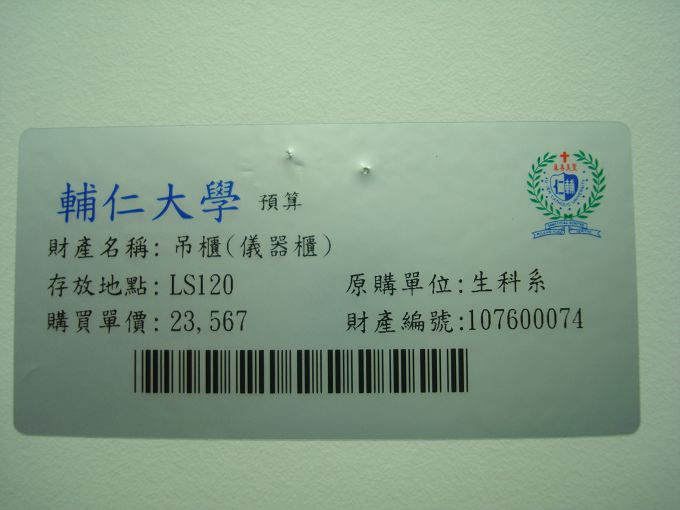 輔仁大學 預算
財產名稱: 吊櫃(儀器櫃)
存放地點: LS120 原購單位:生科系
購買單價: 23,567 財產編號:107600074